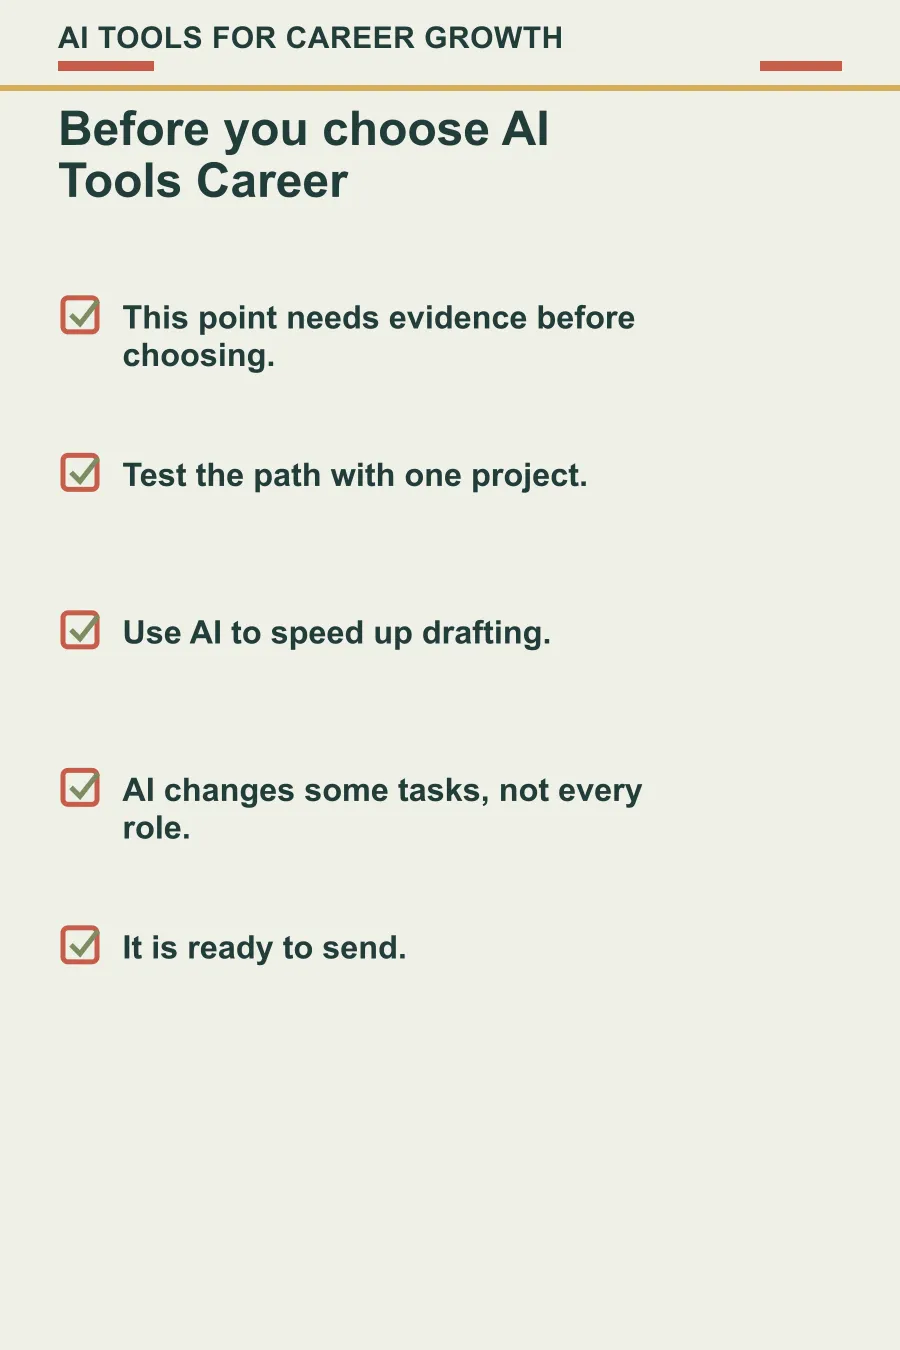 AI TOOLS FOR CAREER GROWTH
Before you choose AI
Tools Career
This point needs evidence before
choosing.
Test the path with one project.
Use AI to speed up drafting.
AI changes some tasks, not every
role.
It is ready to send.